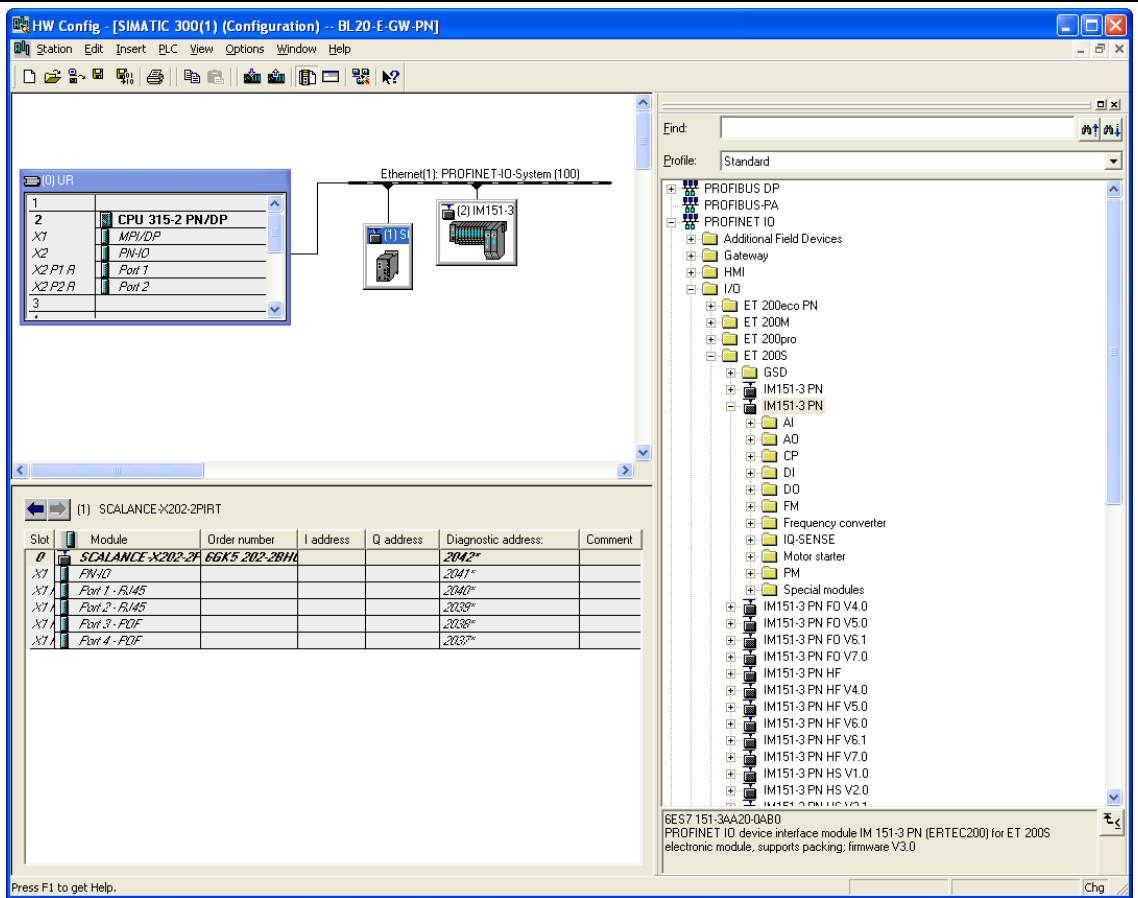 HW Config - [SIMATIC 300(1) (Configuration) -- BL20-E-GW-PN]
Station Edit Insert PLC View Options Window Help
(0) UR
1
2 CPU 315-2 PN/DP
X1 MPI/DP
X2 PN-IO
X2 P1 R Port 1
X2 P2 R Port 2
3
Ethernet(1): PROFINET-IO-System (100)
(1) S
(2) IM151-3
(1) SCALANCE-X202-2PIRT
Slot Module Order number I address Q address Diagnostic address: Comment
0 SCALANCE-X202-2P 6GK5 202-2BH 2042*
X1 PN-IO 2041*
X1 Port 1 - RJ45 2040*
X1 Port 2 - RJ45 2039*
X1 Port 3 - POF 2038*
X1 Port 4 - POF 2037*
Find:
Profile: Standard
PROFIBUS DP
PROFIBUS-PA
PROFINET IO
Additional Field Devices
Gateway
HMI
I/O
ET 200eco PN
ET 200M
ET 200pro
ET 200S
GSD
IM151-3 PN
IM151-3 PN
AI
AO
CP
DI
DO
FM
Frequency converter
IQ-SENSE
Motor starter
PM
Special modules
IM151-3 PN FO V4.0
IM151-3 PN FO V5.0
IM151-3 PN FO V6.1
IM151-3 PN FO V7.0
IM151-3 PN HF
IM151-3 PN HF V4.0
IM151-3 PN HF V5.0
IM151-3 PN HF V6.0
IM151-3 PN HF V6.1
IM151-3 PN HF V7.0
IM151-3 PN HS V1.0
IM151-3 PN HS V2.0
6ES7 151-3AA20-0AB0
PROFINET IO device interface module IM 151-3 PN (ERTEC200) for ET 200S
electronic module, supports packing; firmware V3.0
Press F1 to get Help.
Chg